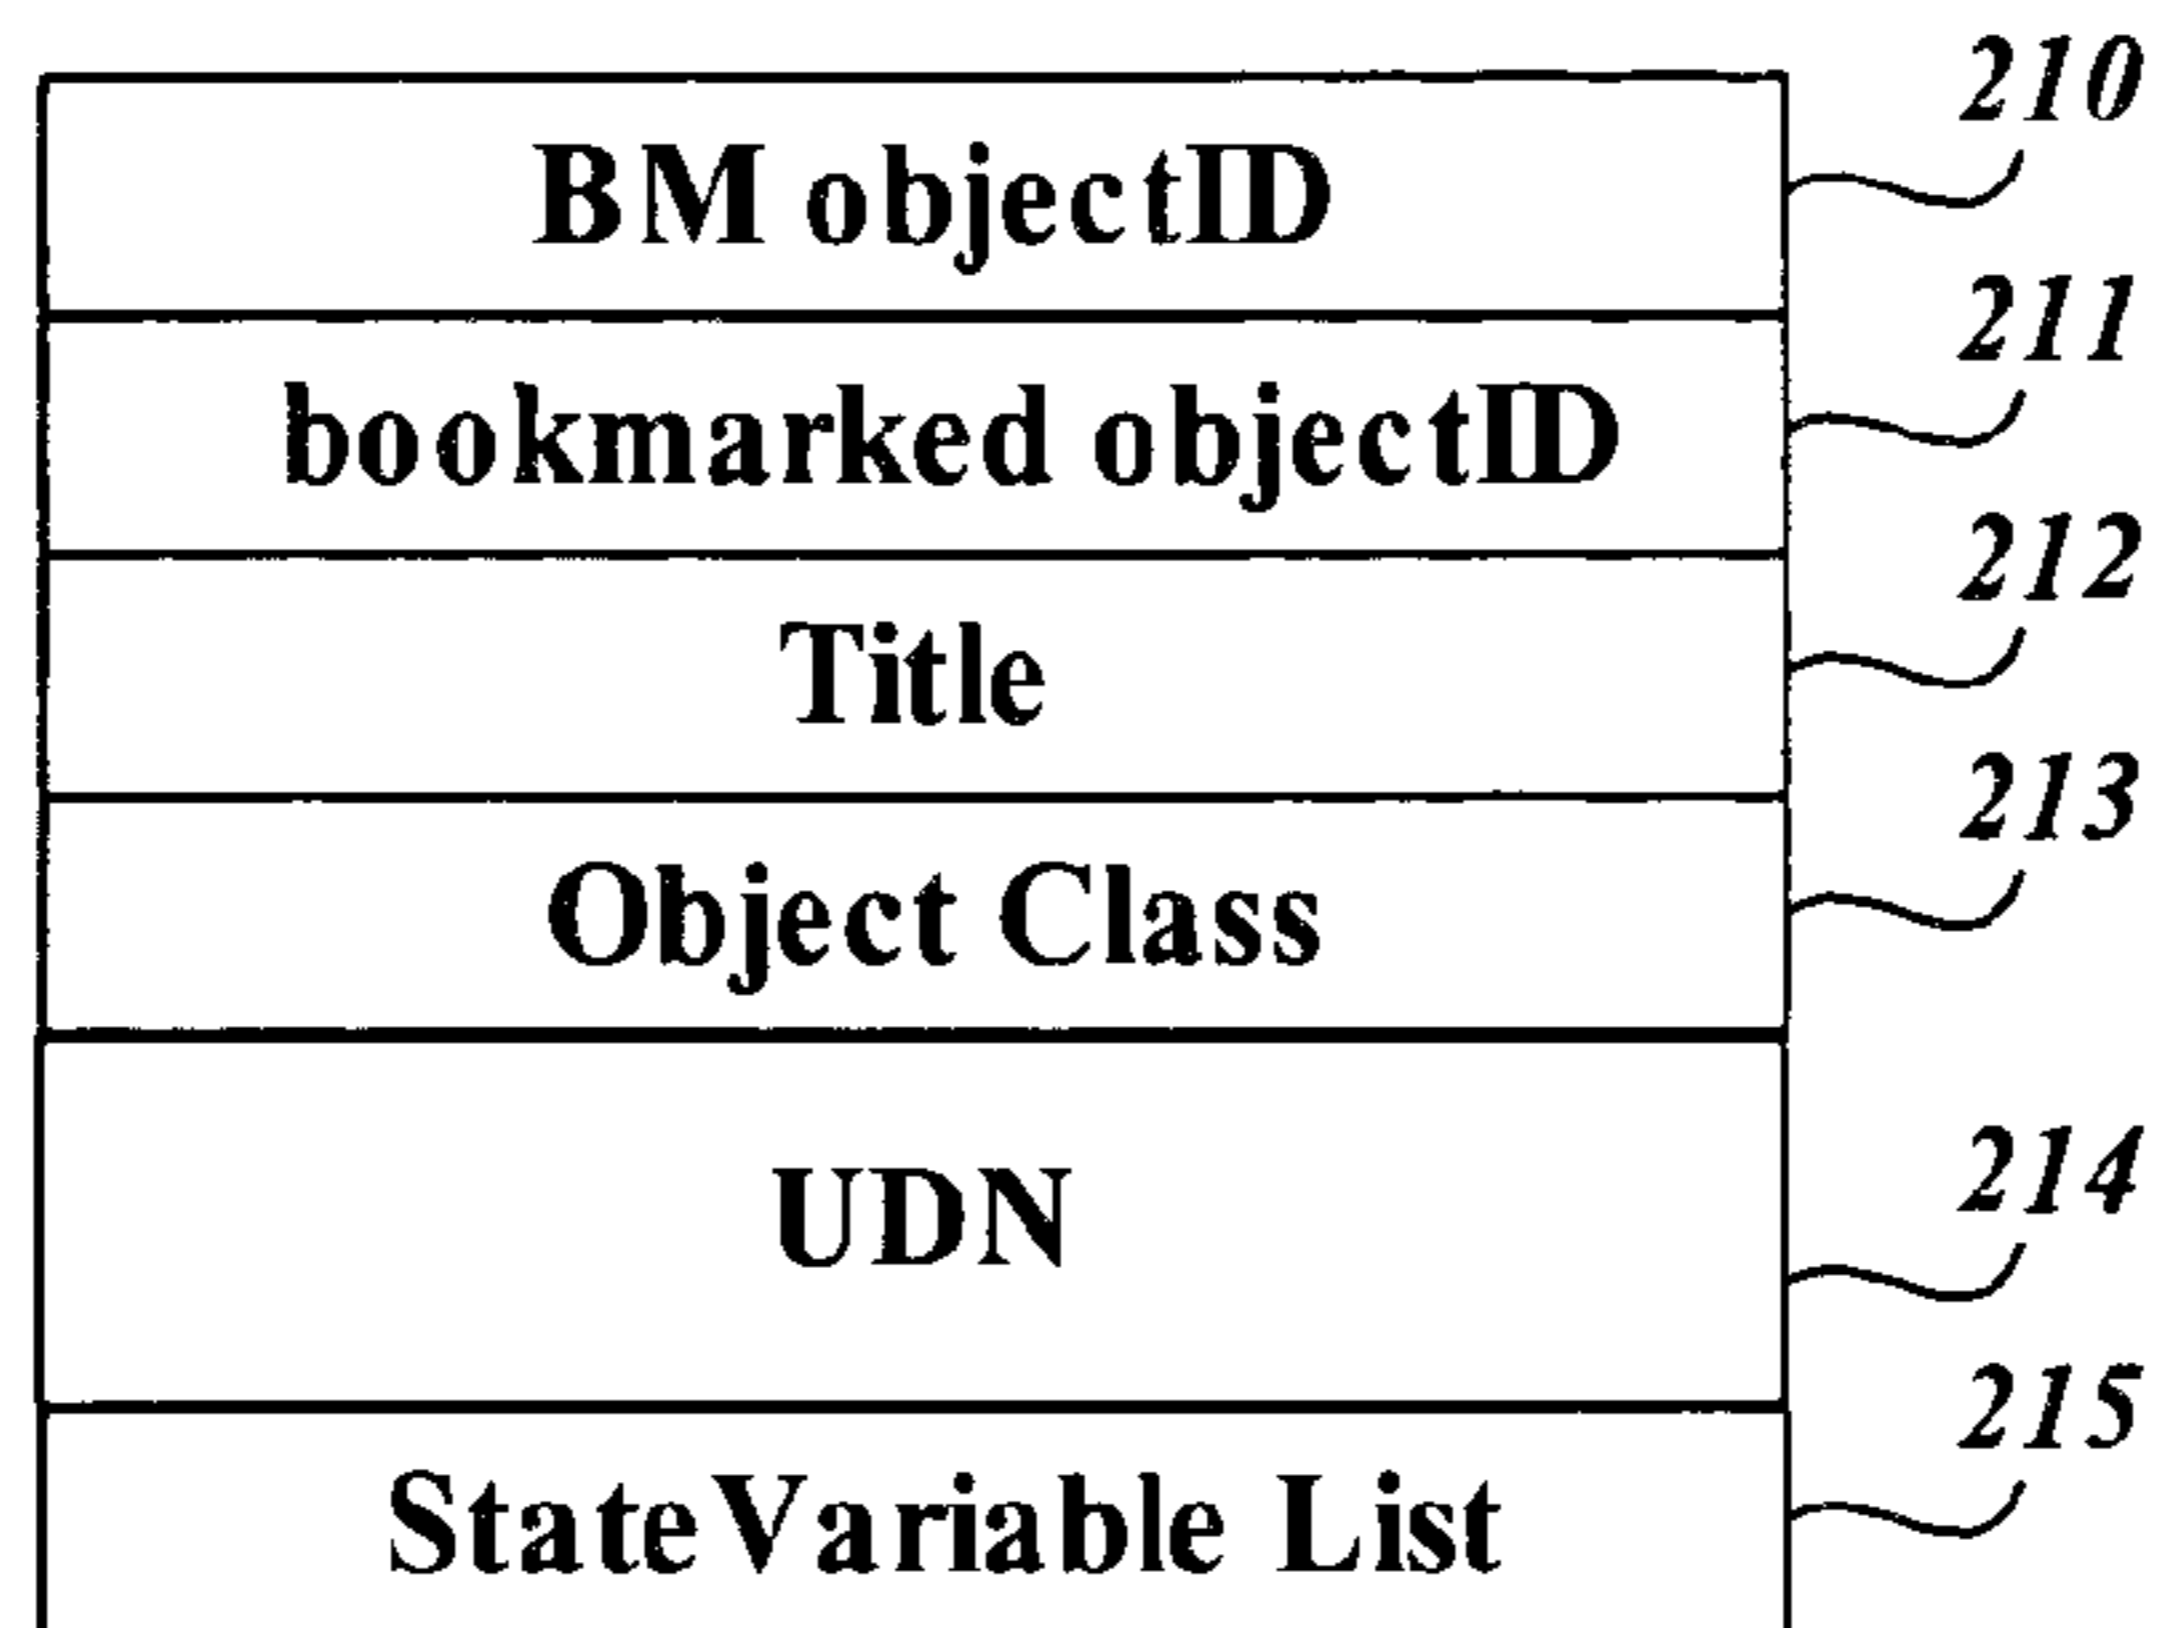 210
BM objectID
211
bookmarked objectID
212
Title
213
Object Class
214
UDN
215
StateVariable List